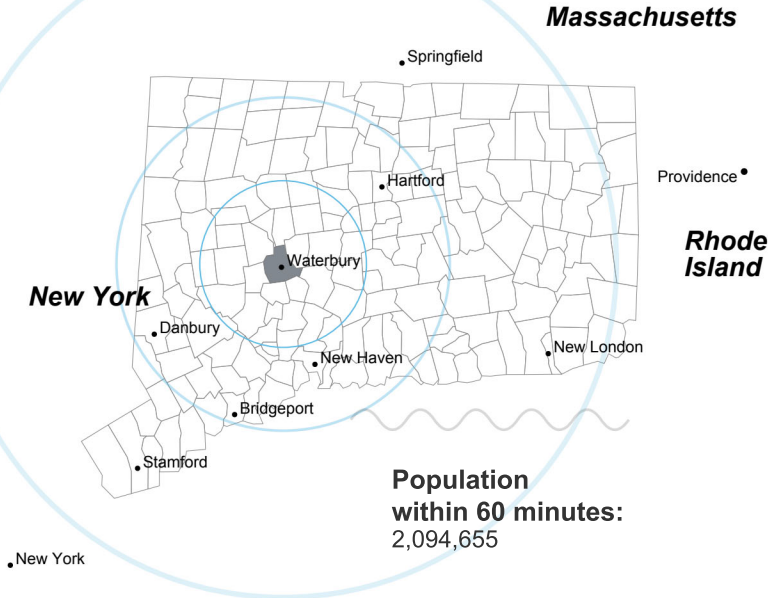 Massachusetts
Springfield
Providence
Hartford
Rhode
Island
Waterbury
New York
Danbury
New Haven
New London
Bridgeport
Stamford
Population
within 60 minutes:
2,094,655
New York